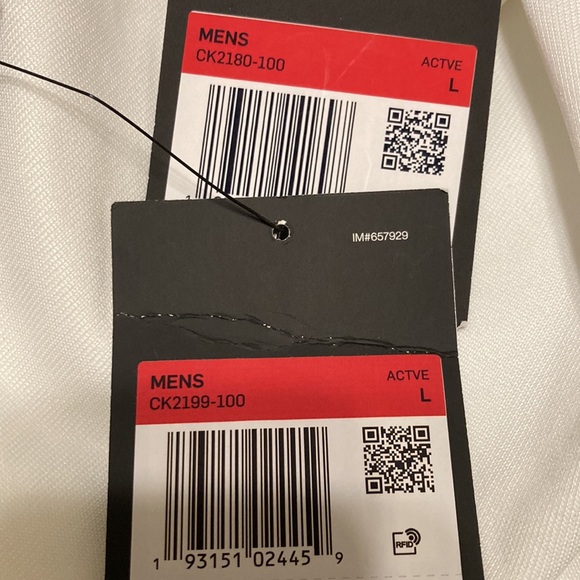 MENS
CK2180-100
ACTVE
L
IM#657929
MENS
CK2199-100
ACTVE
L
RFID
1 93151 02445 9